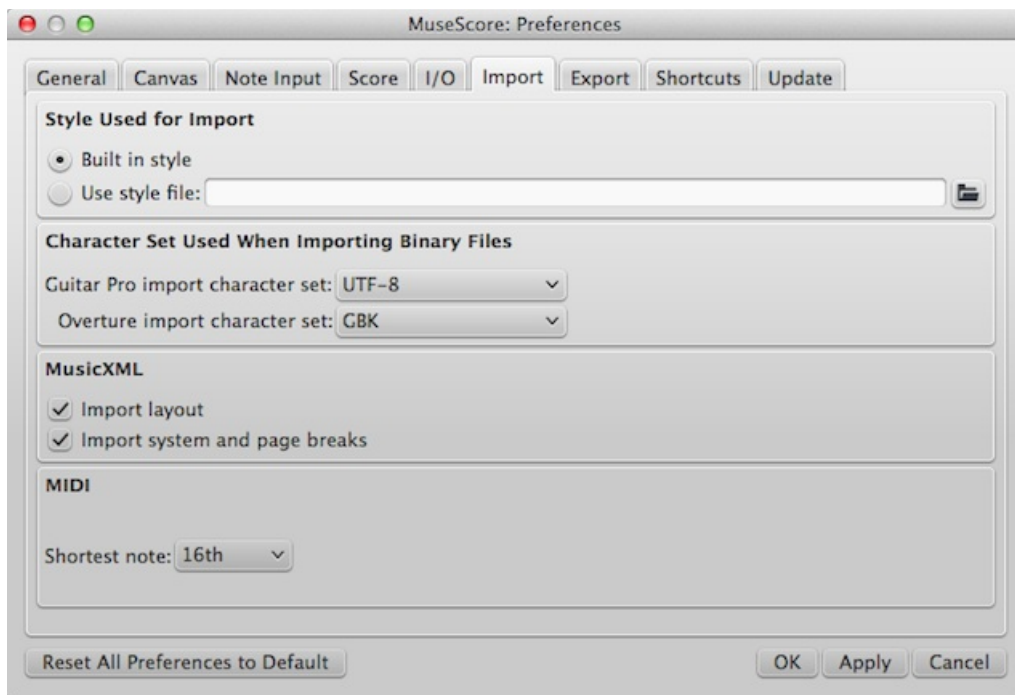 MuseScore: Preferences
General Canvas Note Input Score I/O Import Export Shortcuts Update
Style Used for Import
Built in style
Use style file:
Character Set Used When Importing Binary Files
Guitar Pro import character set: UTF-8
Overture import character set: GBK
MusicXML
Import layout
Import system and page breaks
MIDI
Shortest note: 16th
Reset All Preferences to Default OK Apply Cancel